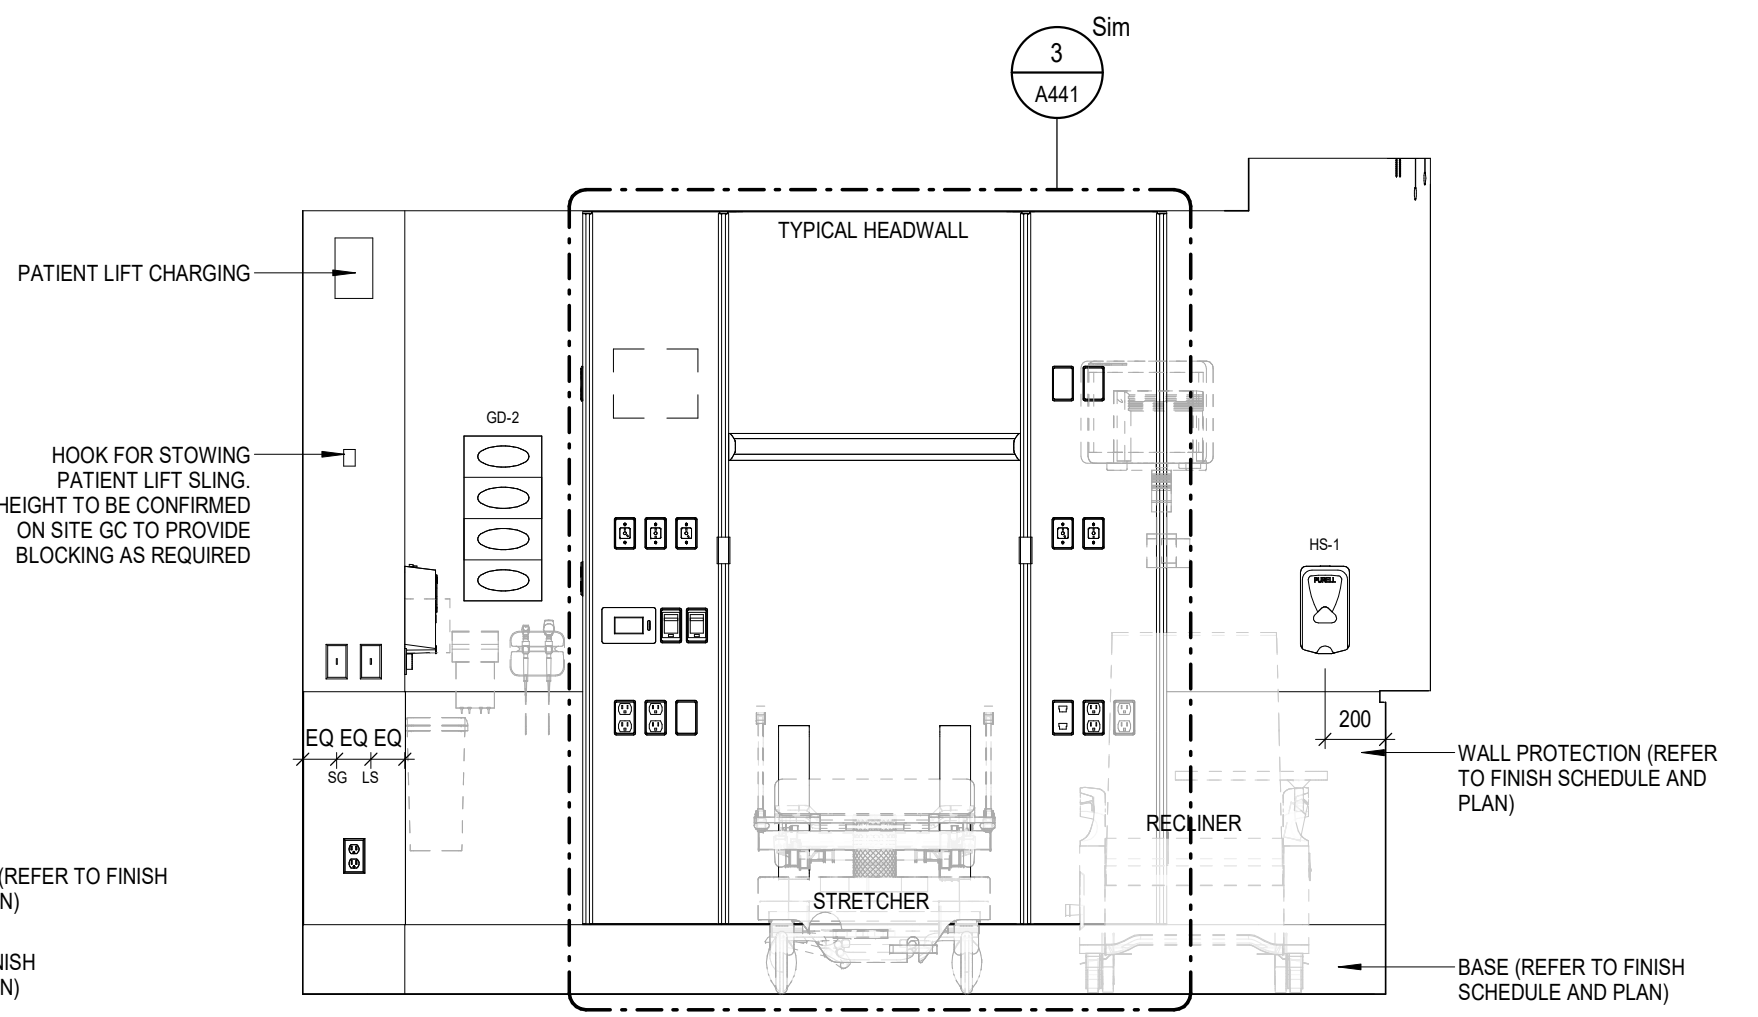 Sim
3
A441
TYPICAL HEADWALL
PATIENT LIFT CHARGING
GD-2
HOOK FOR STOWING
PATIENT LIFT SLING.
HEIGHT TO BE CONFIRMED
ON SITE GC TO PROVIDE
BLOCKING AS REQUIRED
HS-1
PURELL
EQ EQ EQ
SG LS
200
WALL PROTECTION (REFER
TO FINISH SCHEDULE AND
PLAN)
RECLINER
(REFER TO FINISH
N)
STRETCHER
NISH
N)
BASE (REFER TO FINISH
SCHEDULE AND PLAN)